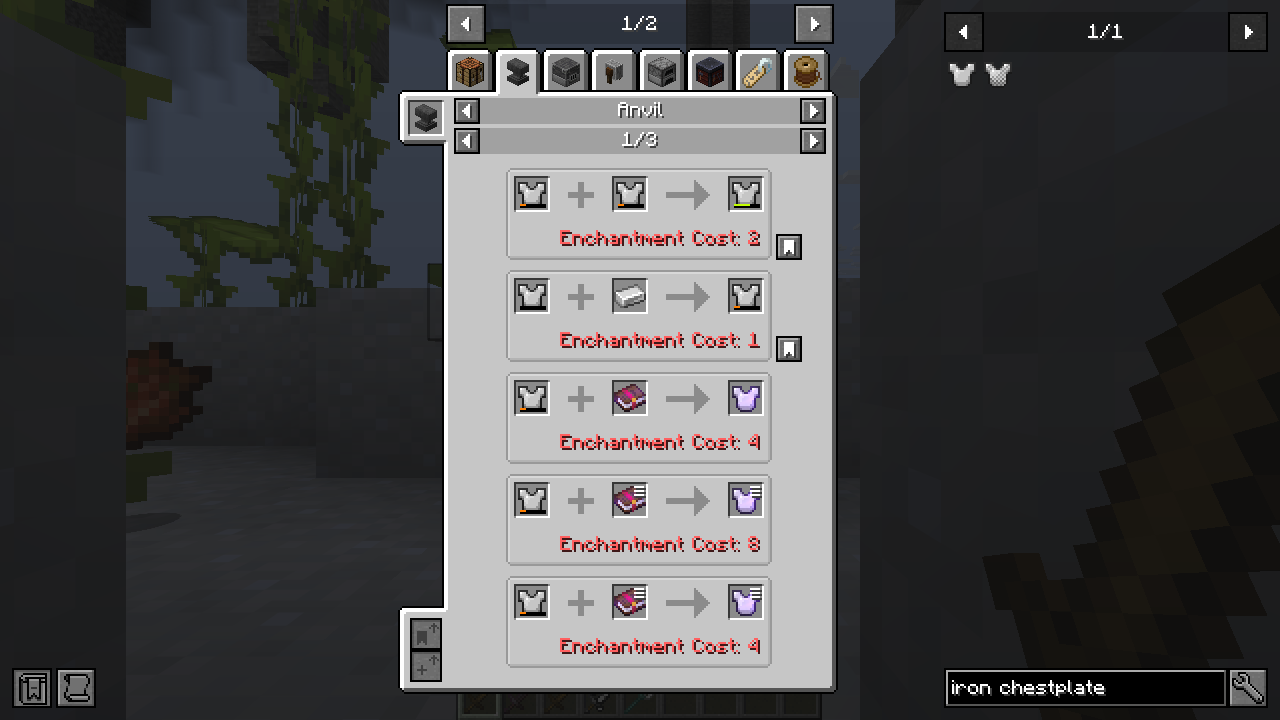 1/2
1/1
Anvil
1/3
Enchantment Cost: 2
Enchantment Cost: 1
Enchantment Cost: 4
Enchantment Cost: 8
Enchantment Cost: 4
iron chestplate